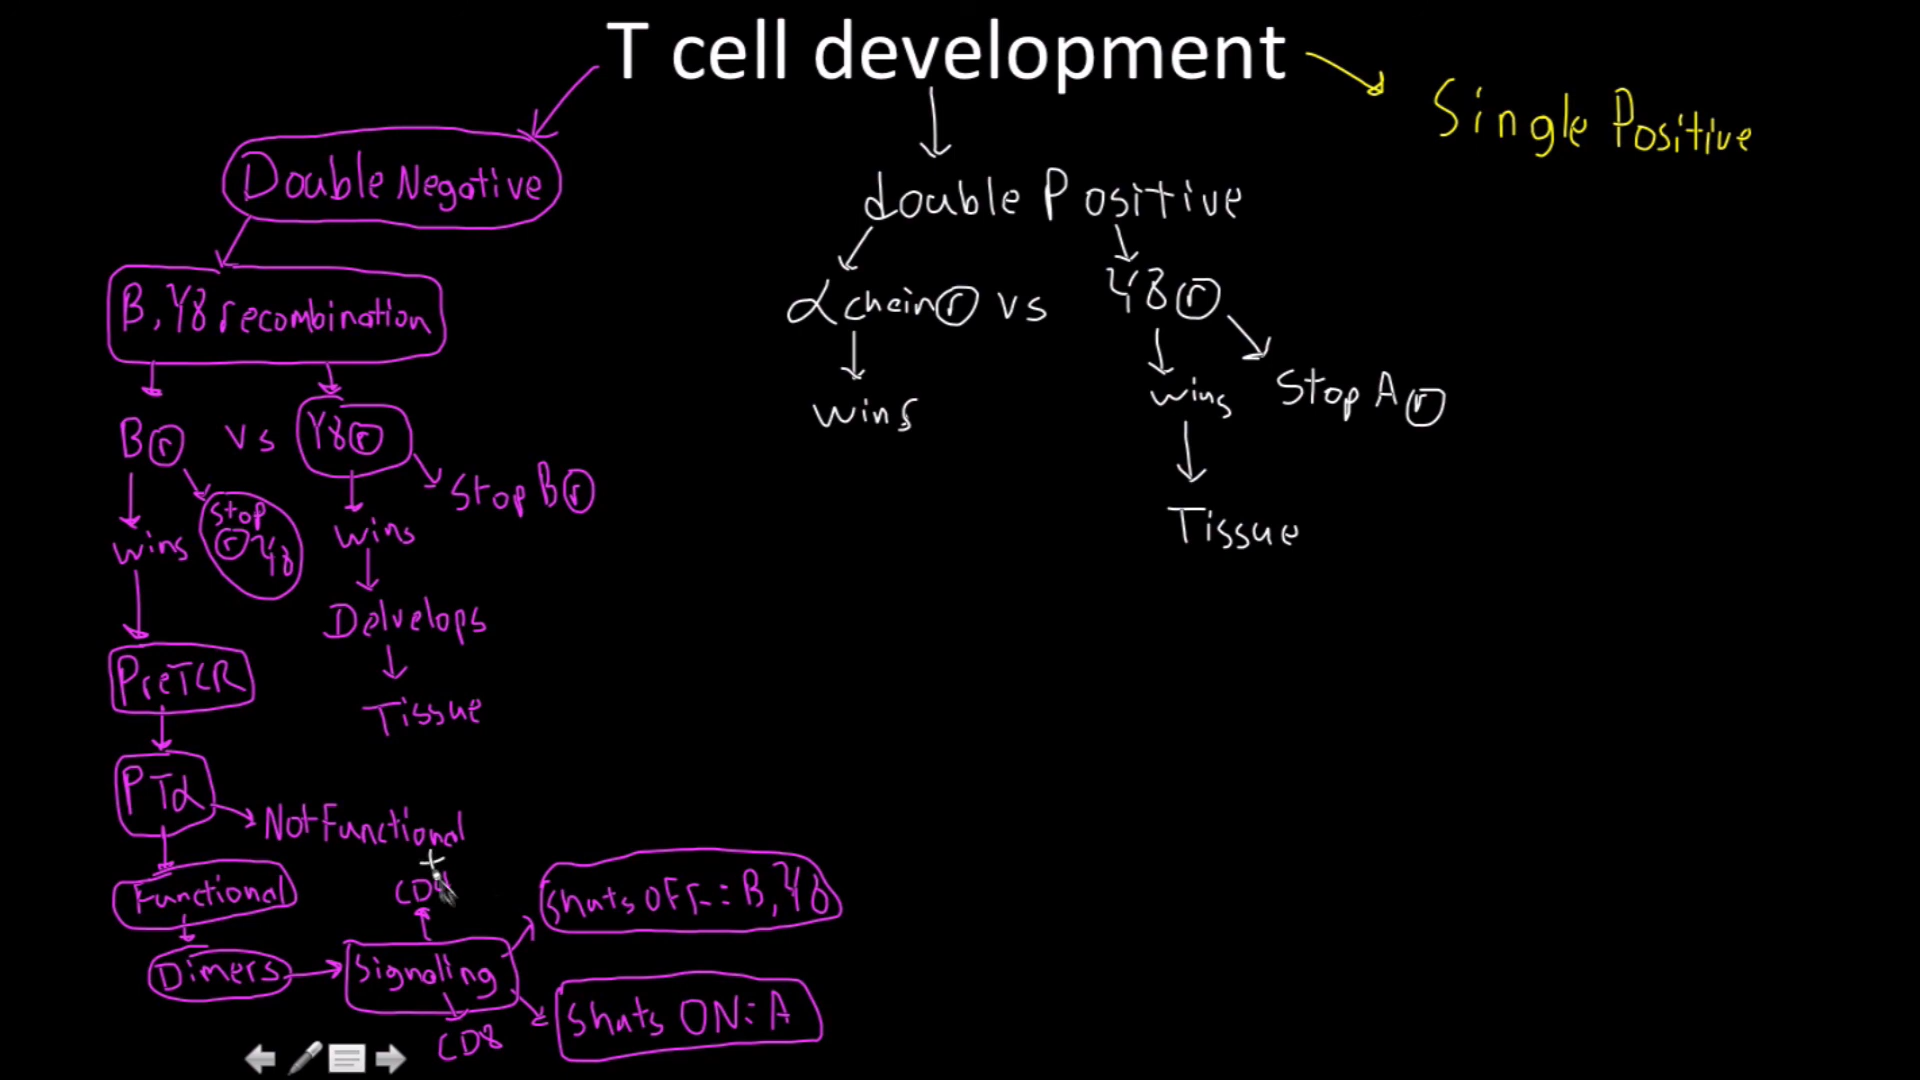 T cell development
Double Negative
B, γδ recombination
B r vs γδ r
Stop B r
wins
Stop
r γδ
wins
Develops
Tissue
PreTCR
PTα
Not Functional
Functional
Dimers
Signaling
CD4
CD8
Shuts OFF: B, γδ
Shuts ON: A
double Positive
α chain r vs γδ r
wins
wins
Stop A r
Tissue
Single Positive